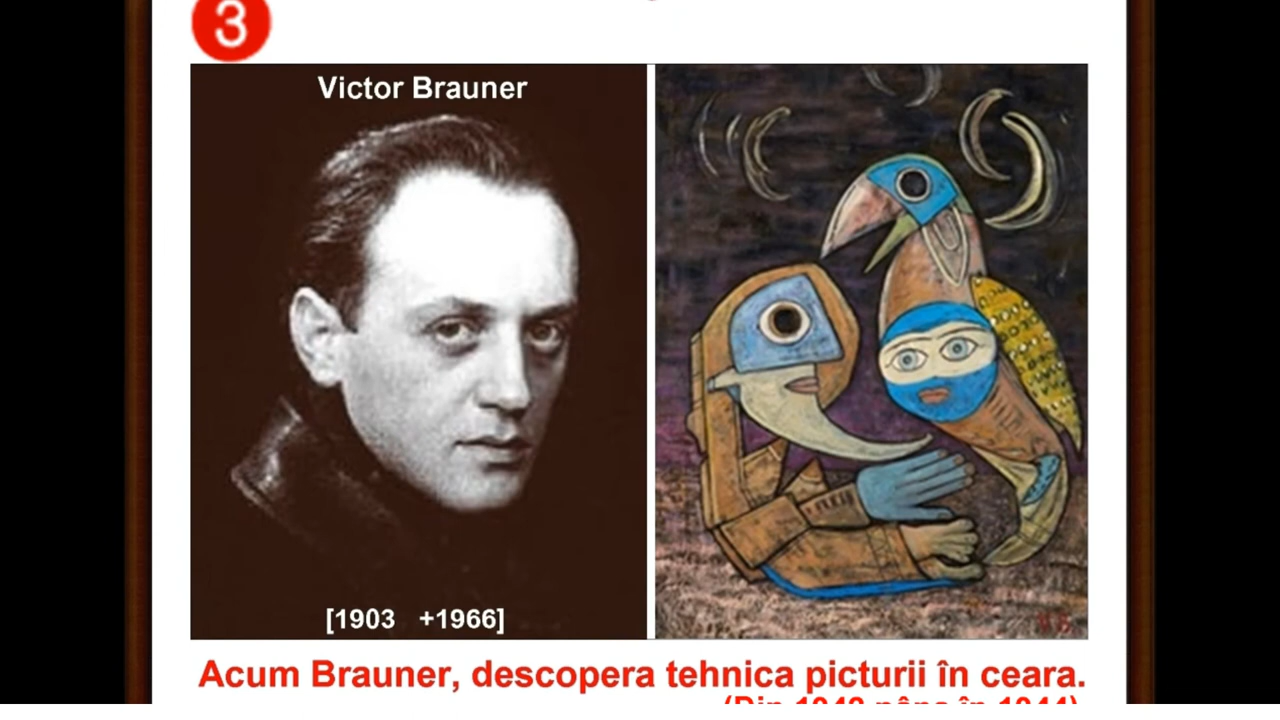 3
Victor Brauner
[1903 +1966]
Acum Brauner, descopera tehnica picturii în ceara.